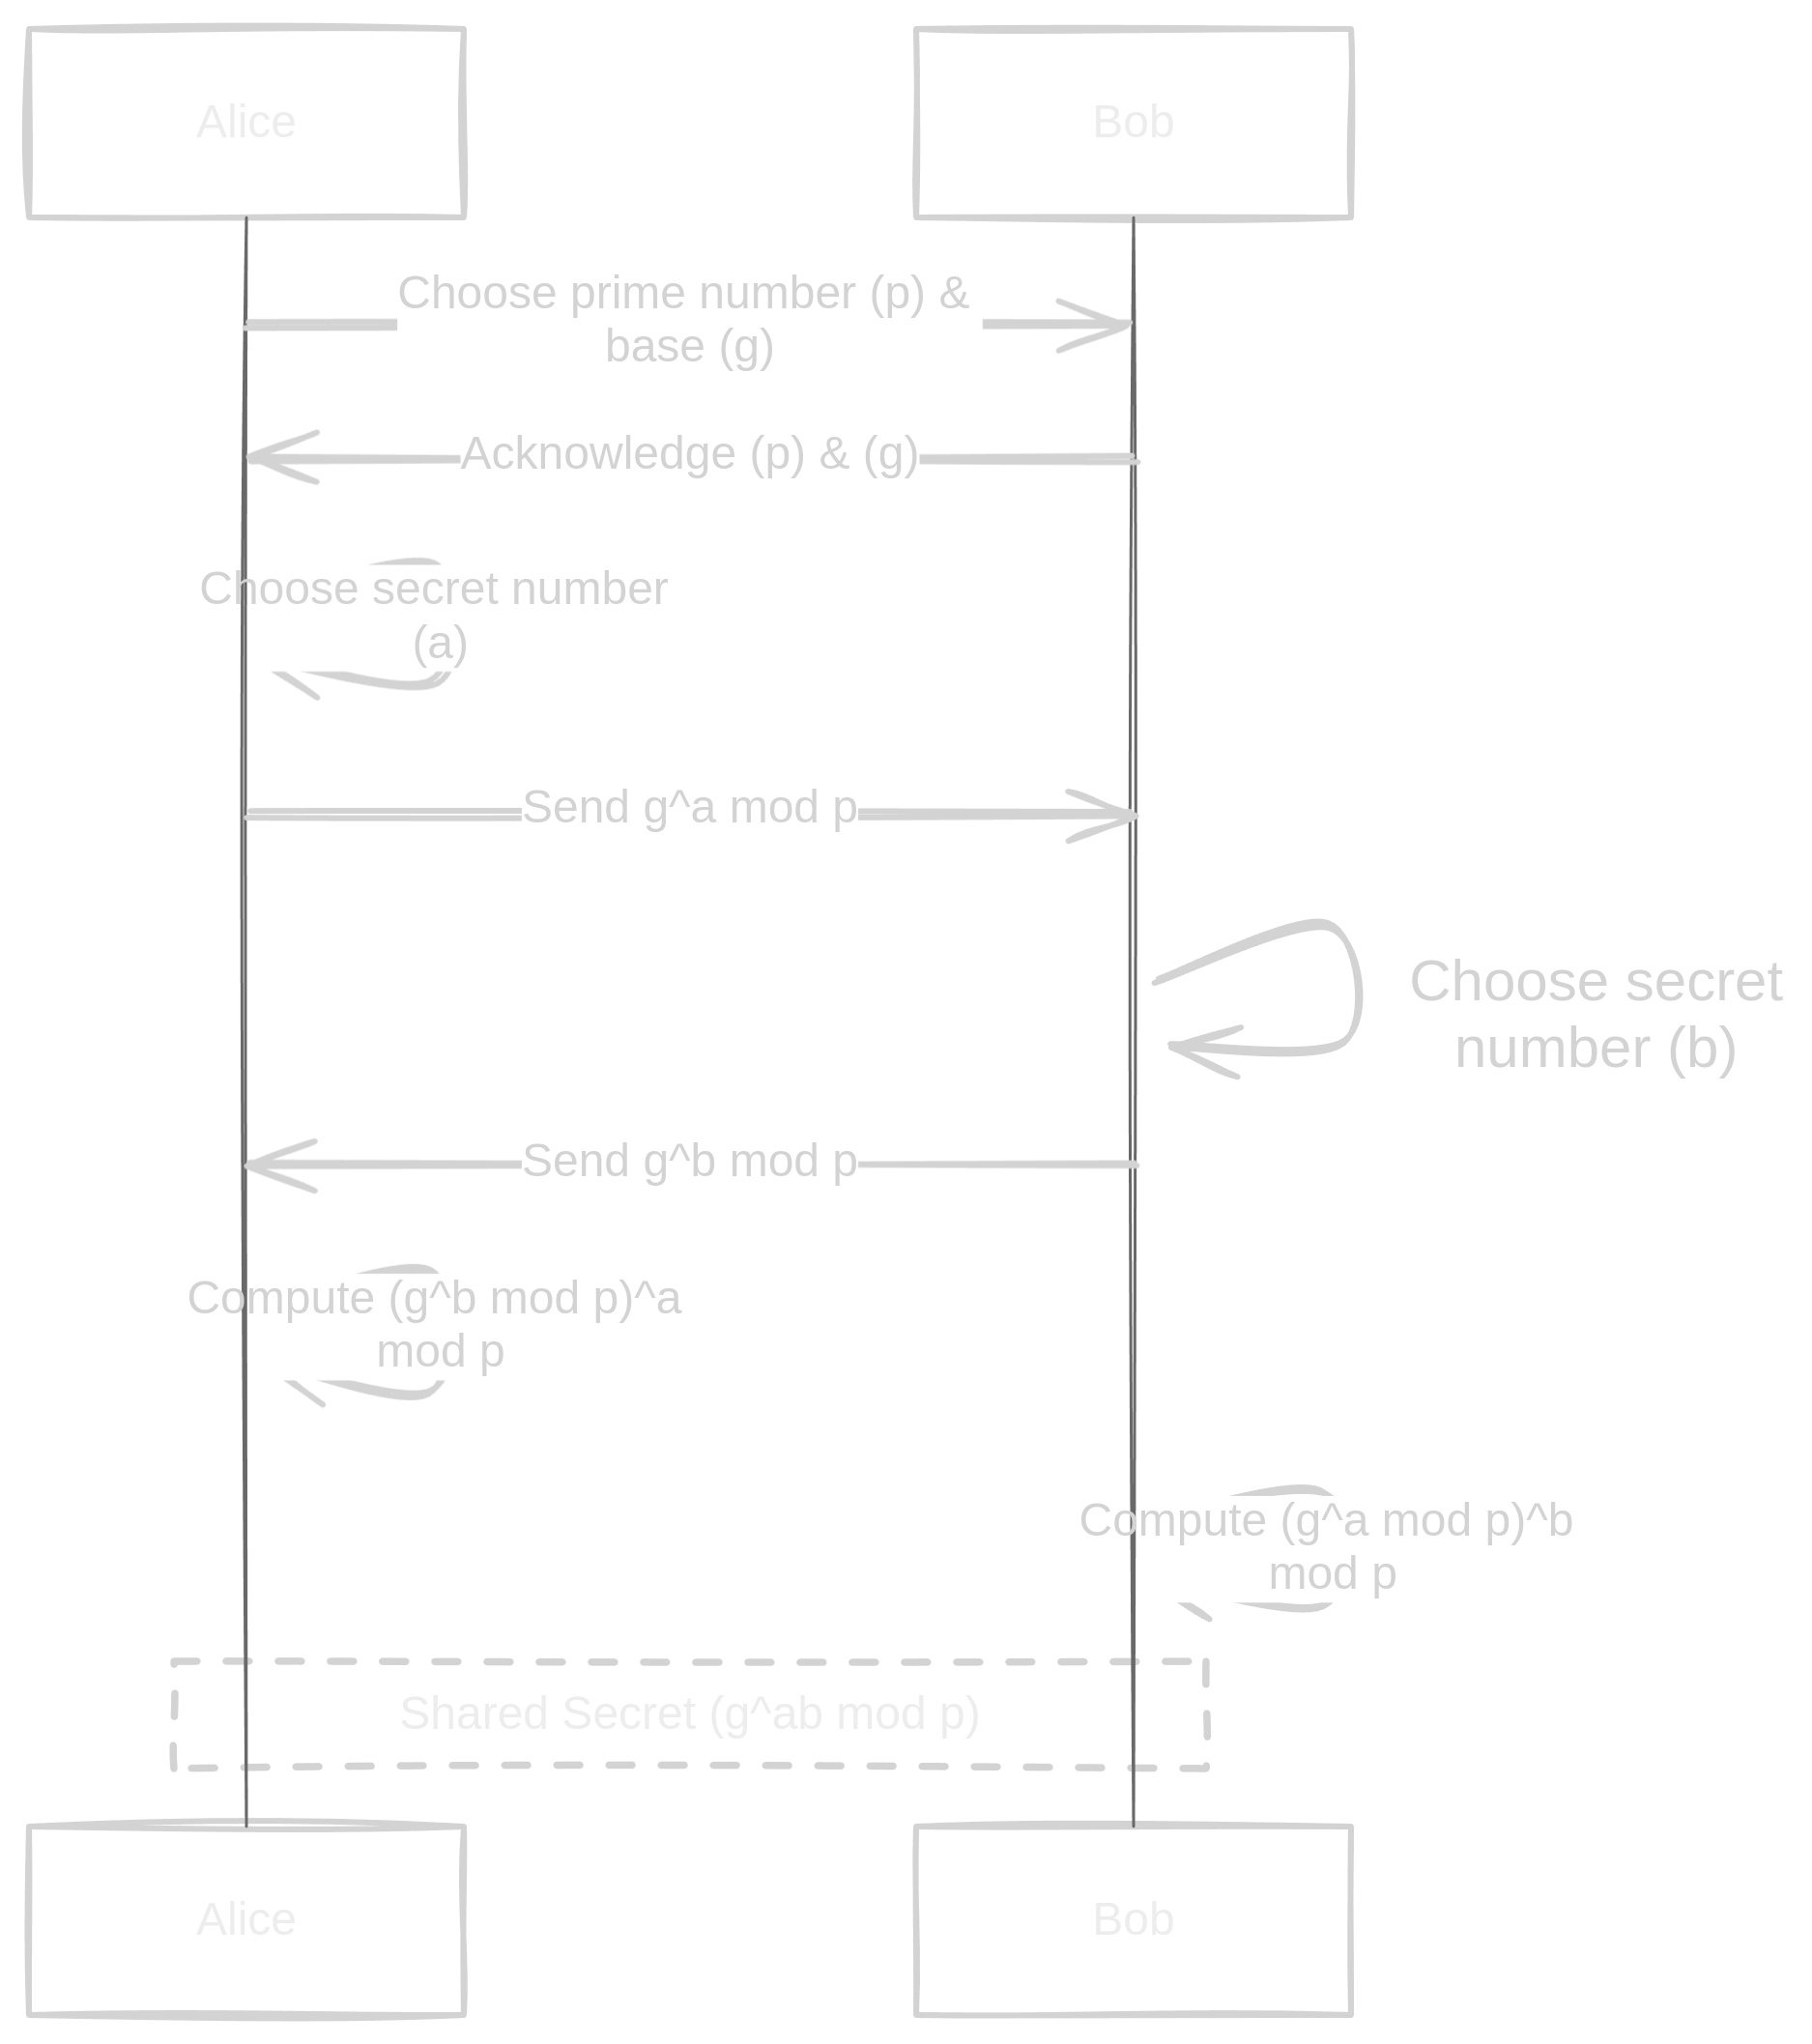 Alice
Bob
Choose prime number (p) &
base (g)
Acknowledge (p) & (g)
Choose secret number
(a)
Send g^a mod p
Choose secret
number (b)
Send g^b mod p
Compute (g^b mod p)^a
mod p
Compute (g^a mod p)^b
mod p
Shared Secret (g^ab mod p)
Alice
Bob